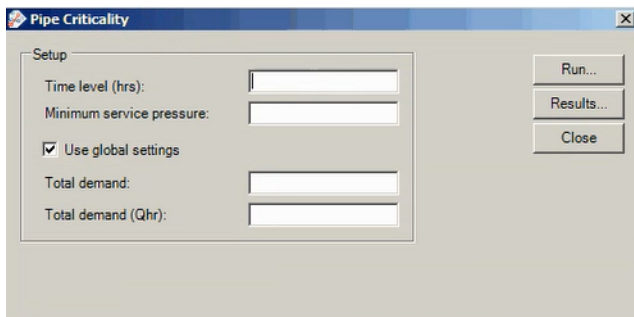 Pipe Criticality
Setup
Time level (hrs):
Minimum service pressure:
Use global settings
Total demand:
Total demand (Qhr):
Run...
Results...
Close